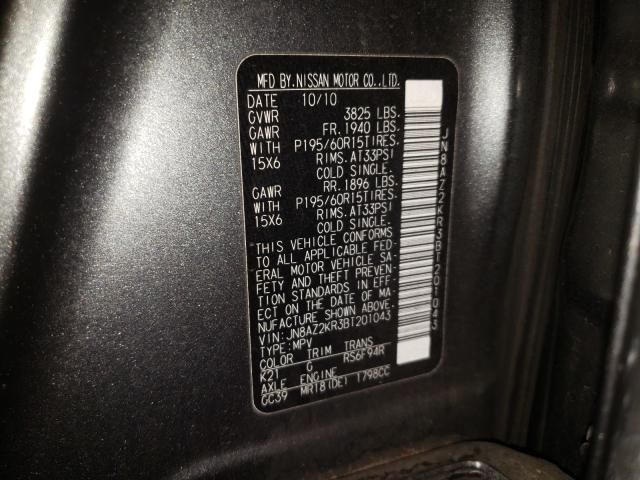 MFD BY.NISSAN MOTOR CO.,LTD.
DATE 10/10
GVWR 3825 LBS.
GAWR FR. 1940 LBS.
WITH P195/60R15TIRES.
15X6 RIMS. AT33PSI
COLD SINGLE.
GAWR RR. 1896 LBS.
WITH P195/60R15TIRES.
15X6 RIMS. AT33PSI
COLD SINGLE.
THIS VEHICLE CONFORMS
TO ALL APPLICABLE FED-
ERAL MOTOR VEHICLE SA-
FETY AND THEFT PREVEN-
TION STANDARDS IN EFF-
ECT ON THE DATE OF MA-
NUFACTURE SHOWN ABOVE.
VIN:JN8AZ2KR3BT201043
TYPE:MPV
COLOR TRIM TRANS
K21 G RS6F94R
AXLE ENGINE
GC39 MR18(DE) 1798CC
JN8AZ2KR3BT201043